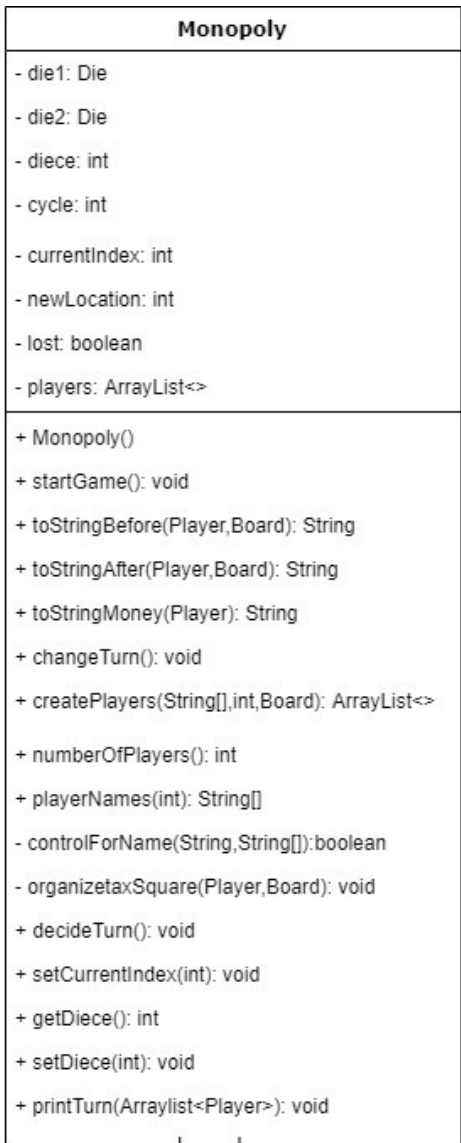 Monopoly
- die1: Die
- die2: Die
- diece: int
- cycle: int
- currentIndex: int
- newLocation: int
- lost: boolean
- players: ArrayList<>
+ Monopoly()
+ startGame(): void
+ toStringBefore(Player,Board): String
+ toStringAfter(Player,Board): String
+ toStringMoney(Player): String
+ changeTurn(): void
+ createPlayers(String[],int,Board): ArrayList<>
+ numberOfPlayers(): int
+ playerNames(int): String[]
- controlForName(String,String[]):boolean
- organizetaxSquare(Player,Board): void
+ decideTurn(): void
+ setCurrentIndex(int): void
+ getDiece(): int
+ setDiece(int): void
+ printTurn(Arraylist<Player>): void